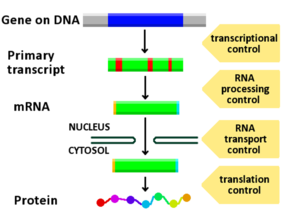 Gene on DNA
transcriptional
control
Primary
transcript
RNA
processing
control
mRNA
NUCLEUS
CYTOSOL
RNA
transport
control
translation
control
Protein